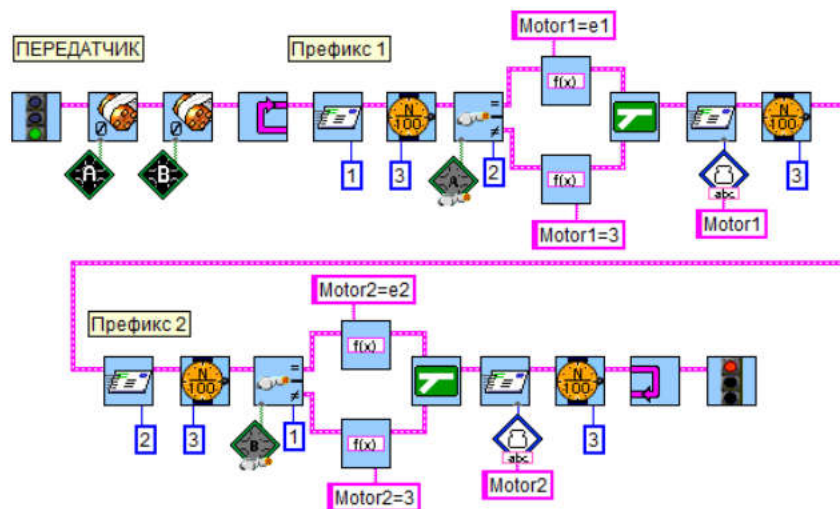 Motor1=e1
ПЕРЕДАТЧИК
Префикс 1
0
0
N
100
=
≠
f(x)
N
100
A
B
1
3
A
2
f(x)
abc
3
Motor1=3
Motor1
Motor2=e2
Префикс 2
N
100
=
≠
f(x)
N
100
2
3
B
1
f(x)
abc
3
Motor2=3
Motor2